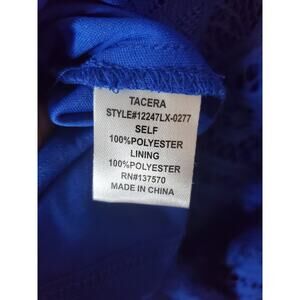 TACERA
STYLE#12247LX-0277
SELF
100%POLYESTER
LINING
100%POLYESTER
RN#137570
MADE IN CHINA